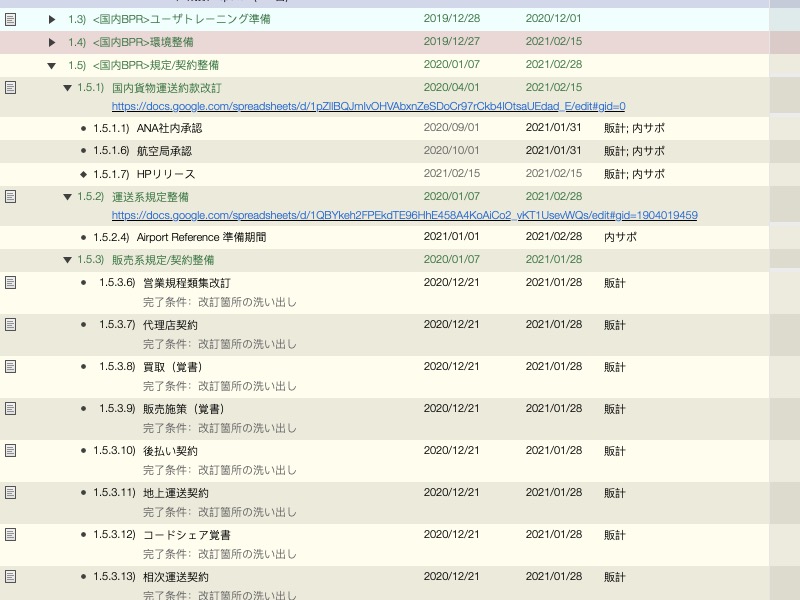 1.3) <国内BPR>ユーザトレーニング準備 2019/12/28 2020/12/01
1.4) <国内BPR>環境整備 2019/12/27 2021/02/15
1.5) <国内BPR>規定/契約整備 2020/01/07 2021/02/28
1.5.1) 国内貨物運送約款改訂 2020/04/01 2021/02/15
1.5.1.1) ANA社内承認 2020/09/01 2021/01/31 販計; 内サポ
1.5.1.6) 航空局承認 2020/10/01 2021/01/31 販計; 内サポ
1.5.1.7) HPリリース 2021/02/15 2021/02/15 販計; 内サポ
1.5.2) 運送系規定整備 2020/01/07 2021/02/28
1.5.2.4) Airport Reference 準備期間 2021/01/01 2021/02/28 内サポ
1.5.3) 販売系規定/契約整備 2020/01/07 2021/01/28
1.5.3.6) 営業規程類集改訂 2020/12/21 2021/01/28 販計
完了条件: 改訂箇所の洗い出し
1.5.3.7) 代理店契約 2020/12/21 2021/01/28 販計
完了条件: 改訂箇所の洗い出し
1.5.3.8) 買取（覚書） 2020/12/21 2021/01/28 販計
完了条件: 改訂箇所の洗い出し
1.5.3.9) 販売施策（覚書） 2020/12/21 2021/01/28 販計
完了条件: 改訂箇所の洗い出し
1.5.3.10) 後払い契約 2020/12/21 2021/01/28 販計
完了条件: 改訂箇所の洗い出し
1.5.3.11) 地上運送契約 2020/12/21 2021/01/28 販計
完了条件: 改訂箇所の洗い出し
1.5.3.12) コードシェア覚書 2020/12/21 2021/01/28 販計
完了条件: 改訂箇所の洗い出し
1.5.3.13) 相次運送契約 2020/12/21 2021/01/28 販計
完了条件: 改訂箇所の洗い出し